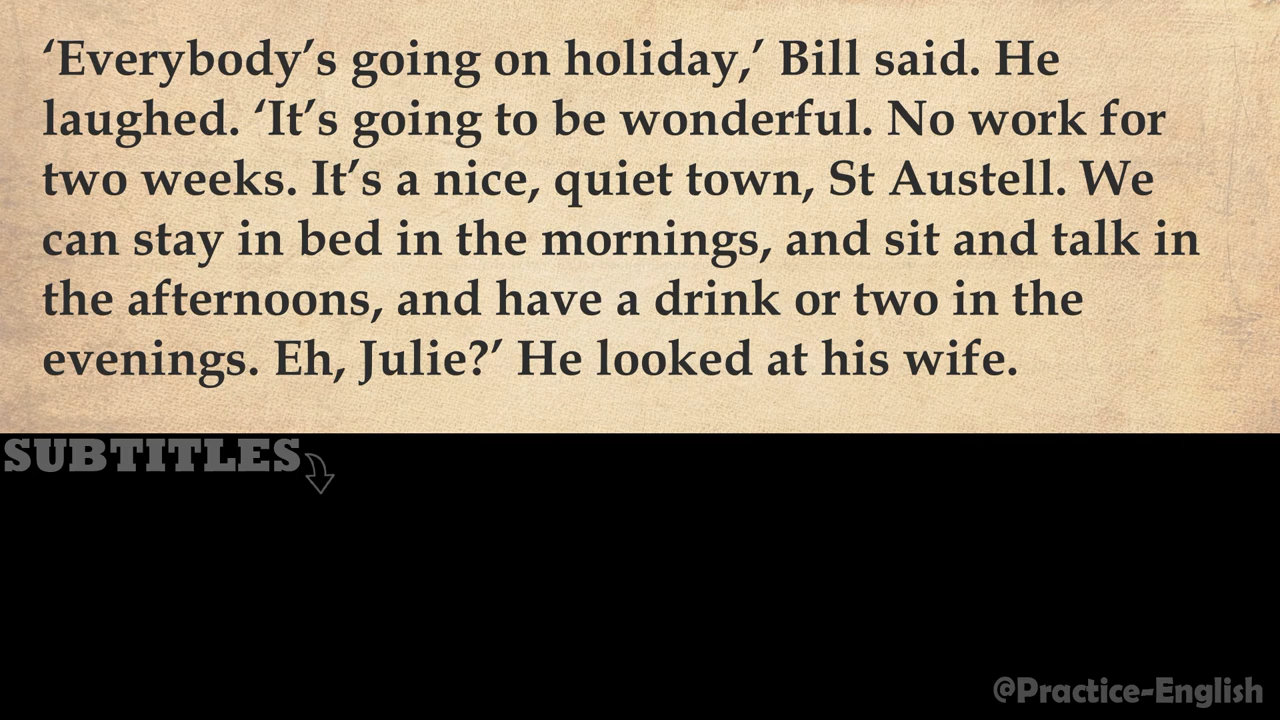 ‘Everybody’s going on holiday,’ Bill said. He
laughed. ‘It’s going to be wonderful. No work for
two weeks. It’s a nice, quiet town, St Austell. We
can stay in bed in the mornings, and sit and talk in
the afternoons, and have a drink or two in the
evenings. Eh, Julie?’ He looked at his wife.
SUBTITLES
@Practice-English